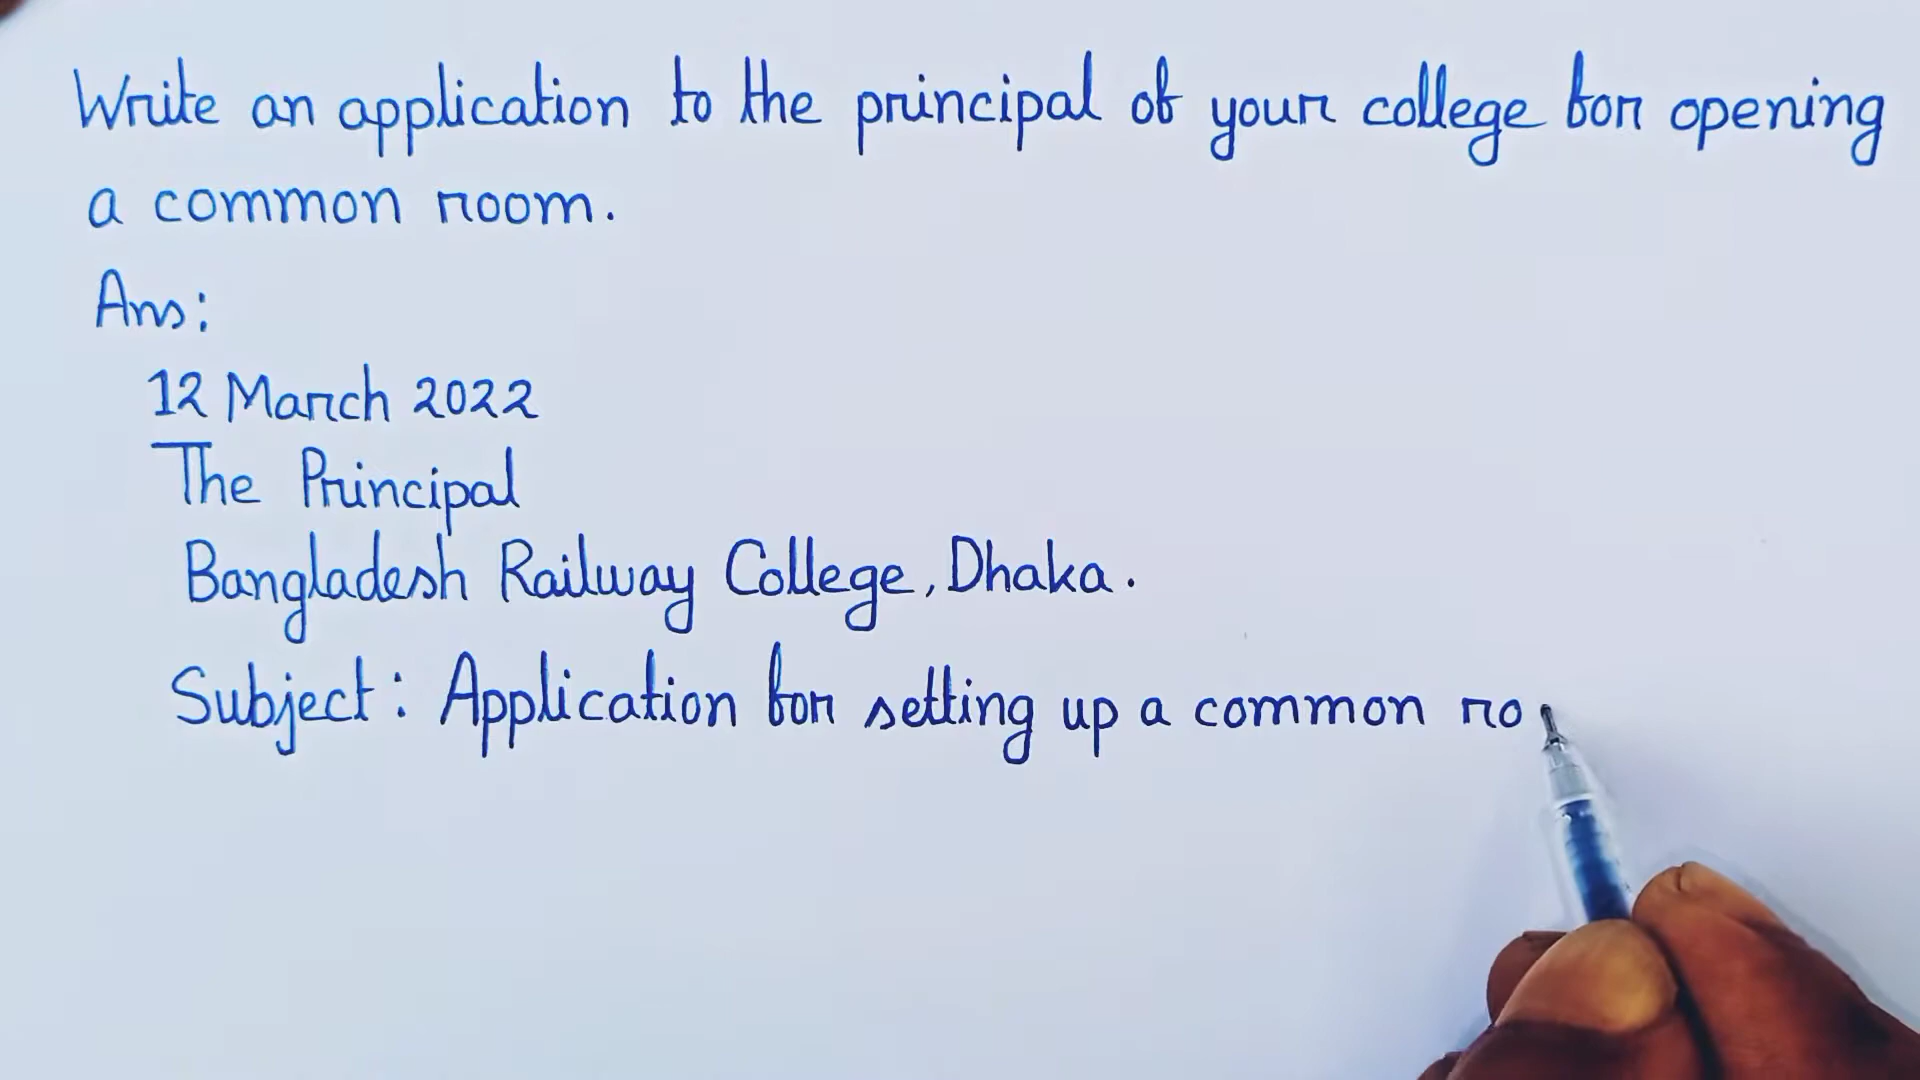 Write an application to the principal of your college for opening
a common room.
Ans:
12 March 2022
The Principal
Bangladesh Railway College, Dhaka.
Subject: Application for setting up a common ro